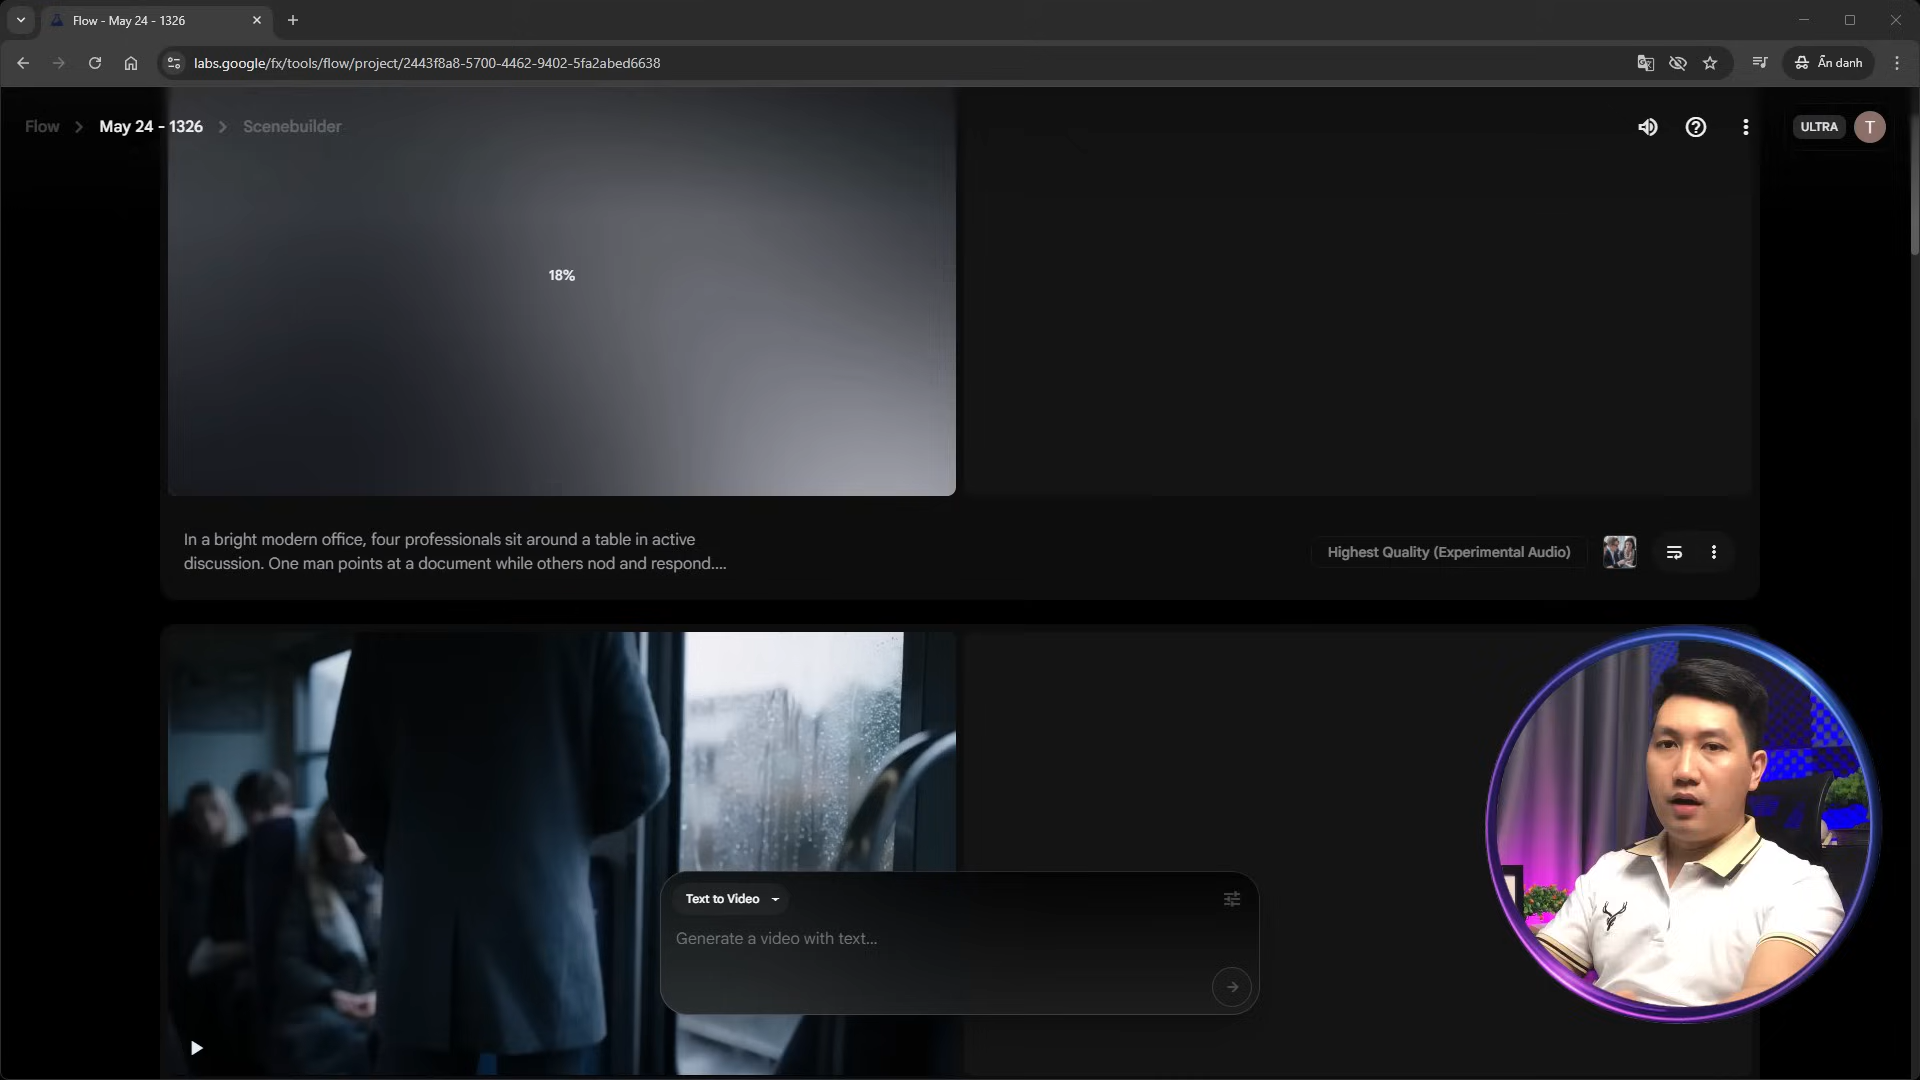 Flow - May 24 - 1326
labs.google/fx/tools/flow/project/2443f8a8-5700-4462-9402-5fa2abed6638
Ẩn danh
Flow > May 24 - 1326 > Scenebuilder
ULTRA
T
18%
In a bright modern office, four professionals sit around a table in active
discussion. One man points at a document while others nod and respond....
Highest Quality (Experimental Audio)
Text to Video
Generate a video with text...